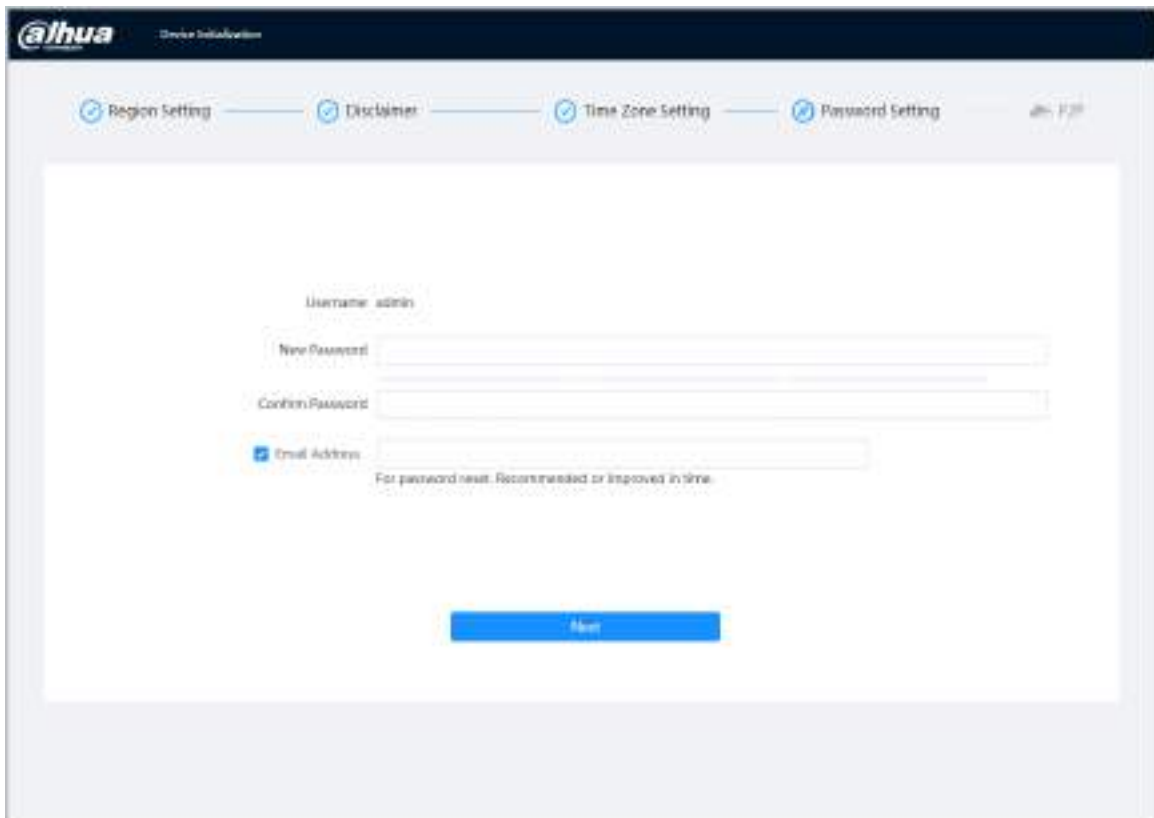 alhua Device Initialization
Region Setting Disclaimer Time Zone Setting Password Setting P2P
Username admin
New Password
Confirm Password
Email Address
For password reset. Recommended or improved in time.
Next